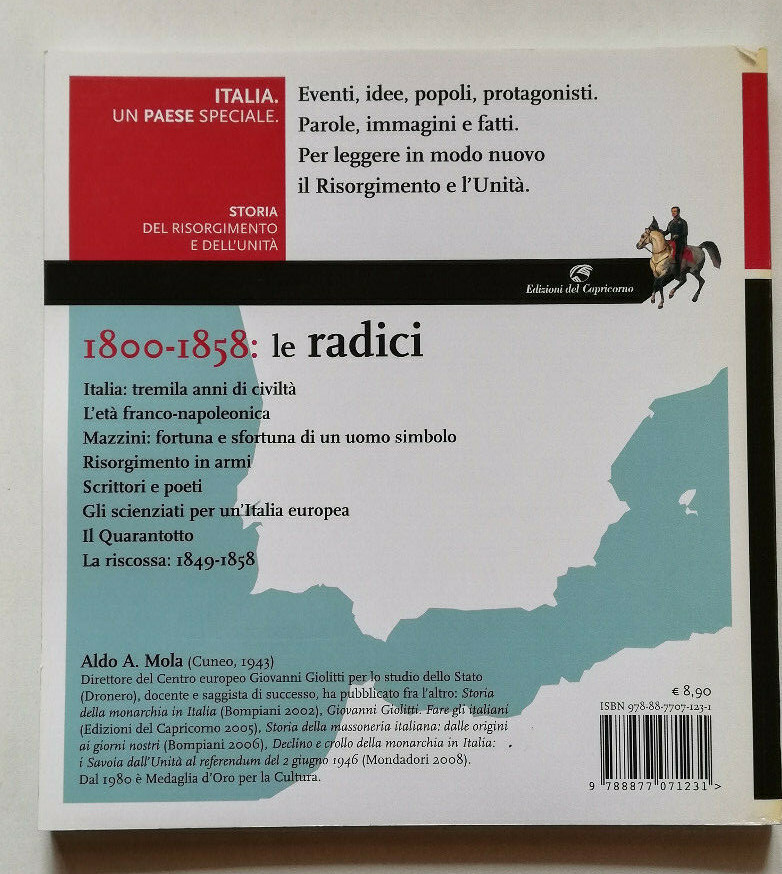 ITALIA.
UN PAESE SPECIALE.
STORIA
DEL RISORGIMENTO
E DELL'UNITÀ
Eventi, idee, popoli, protagonisti.
Parole, immagini e fatti.
Per leggere in modo nuovo
il Risorgimento e l'Unità.
Edizioni del Capricorno
1800-1858: le radici
Italia: tremila anni di civiltà
L'età franco-napoleonica
Mazzini: fortuna e sfortuna di un uomo simbolo
Risorgimento in armi
Scrittori e poeti
Gli scienziati per un'Italia europea
Il Quarantotto
La riscossa: 1849-1858
Aldo A. Mola (Cuneo, 1943)
Direttore del Centro europeo Giovanni Giolitti per lo studio dello Stato
(Dronero), docente e saggista di successo, ha pubblicato fra l'altro: Storia
della monarchia in Italia (Bompiani 2002), Giovanni Giolitti. Fare gli italiani
(Edizioni del Capricorno 2005), Storia della massoneria italiana: dalle origini
ai giorni nostri (Bompiani 2006), Declino e crollo della monarchia in Italia:
i Savoia dall'Unità al referendum del 2 giugno 1946 (Mondadori 2008).
Dal 1980 è Medaglia d'Oro per la Cultura.
€ 8,90
ISBN 978-88-7707-123-1
9 788877 071231 >